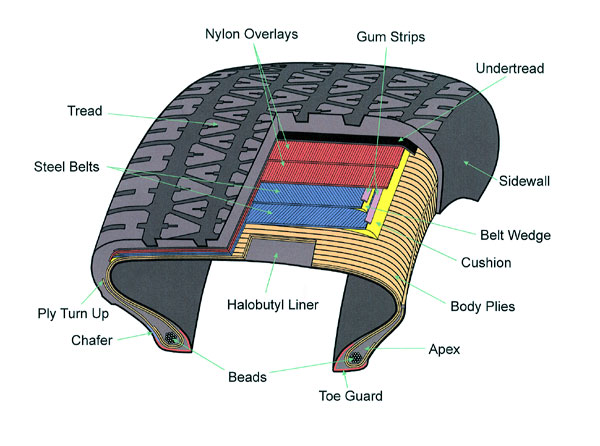 Nylon Overlays
Gum Strips
Undertread
Tread
Steel Belts
Sidewall
Belt Wedge
Cushion
Halobutyl Liner
Body Plies
Ply Turn Up
Chafer
Apex
Beads
Toe Guard